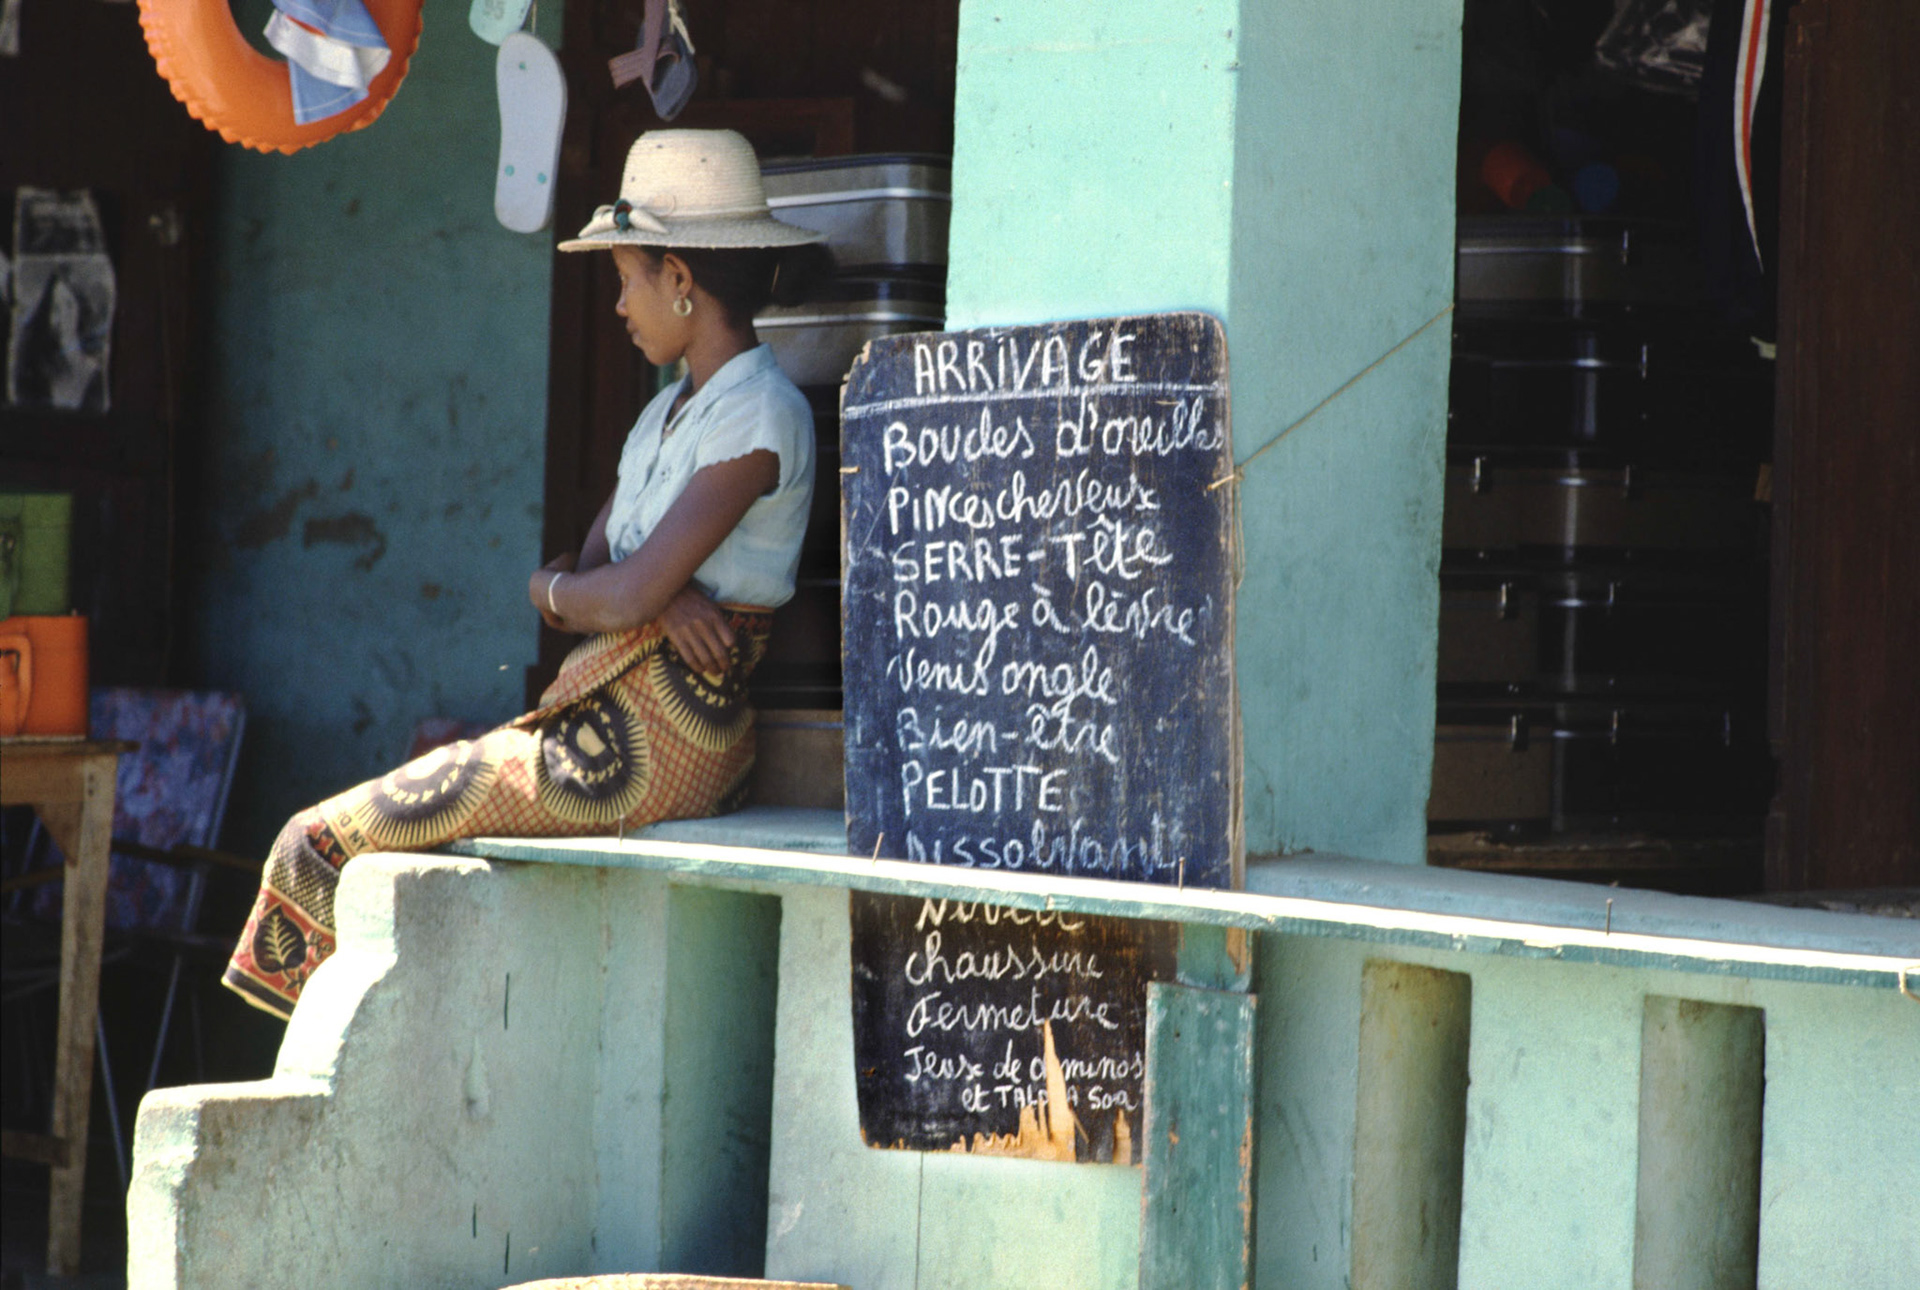 ARRIVAGE
Boucles d'oreilles
Pinces cheveux
SERRE-Tête
Rouge à lèvre
Vernis ongle
Bien-être
PELOTTE
Dissolvant
Nivea
chaussure
Fermeture
Jeux de dominos
et